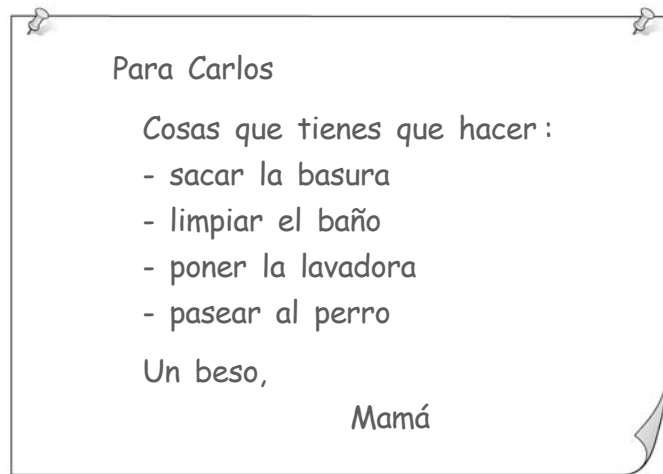 Para Carlos
Cosas que tienes que hacer :
- sacar la basura
- limpiar el baño
- poner la lavadora
- pasear al perro
Un beso,
Mamá